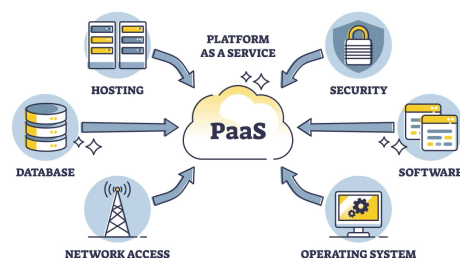 PLATFORM
AS A SERVICE
HOSTING
SECURITY
PaaS
DATABASE
SOFTWARE
NETWORK ACCESS
OPERATING SYSTEM